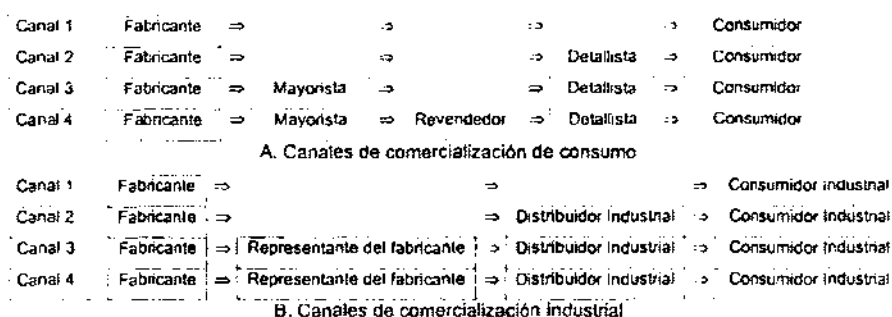 Canal 1 Fabricante ⇒ ⇒ ⇒ ⇒ Consumidor
Canal 2 Fabricante ⇒ ⇒ ⇒ Detallista ⇒ Consumidor
Canal 3 Fabricante ⇒ Mayorista ⇒ ⇒ Detallista ⇒ Consumidor
Canal 4 Fabricante ⇒ Mayorista ⇒ Revendedor ⇒ Detallista ⇒ Consumidor
A. Canales de comercialización de consumo
Canal 1 Fabricante ⇒ ⇒ ⇒ Consumidor industrial
Canal 2 Fabricante ⇒ ⇒ Distribuidor Industrial ⇒ Consumidor Industrial
Canal 3 Fabricante ⇒ Representante del fabricante ⇒ Distribuidor Industrial ⇒ Consumidor Industrial
Canal 4 Fabricante ⇒ Representante del fabricante ⇒ Distribuidor Industrial ⇒ Consumidor Industrial
B. Canales de comercialización Industrial